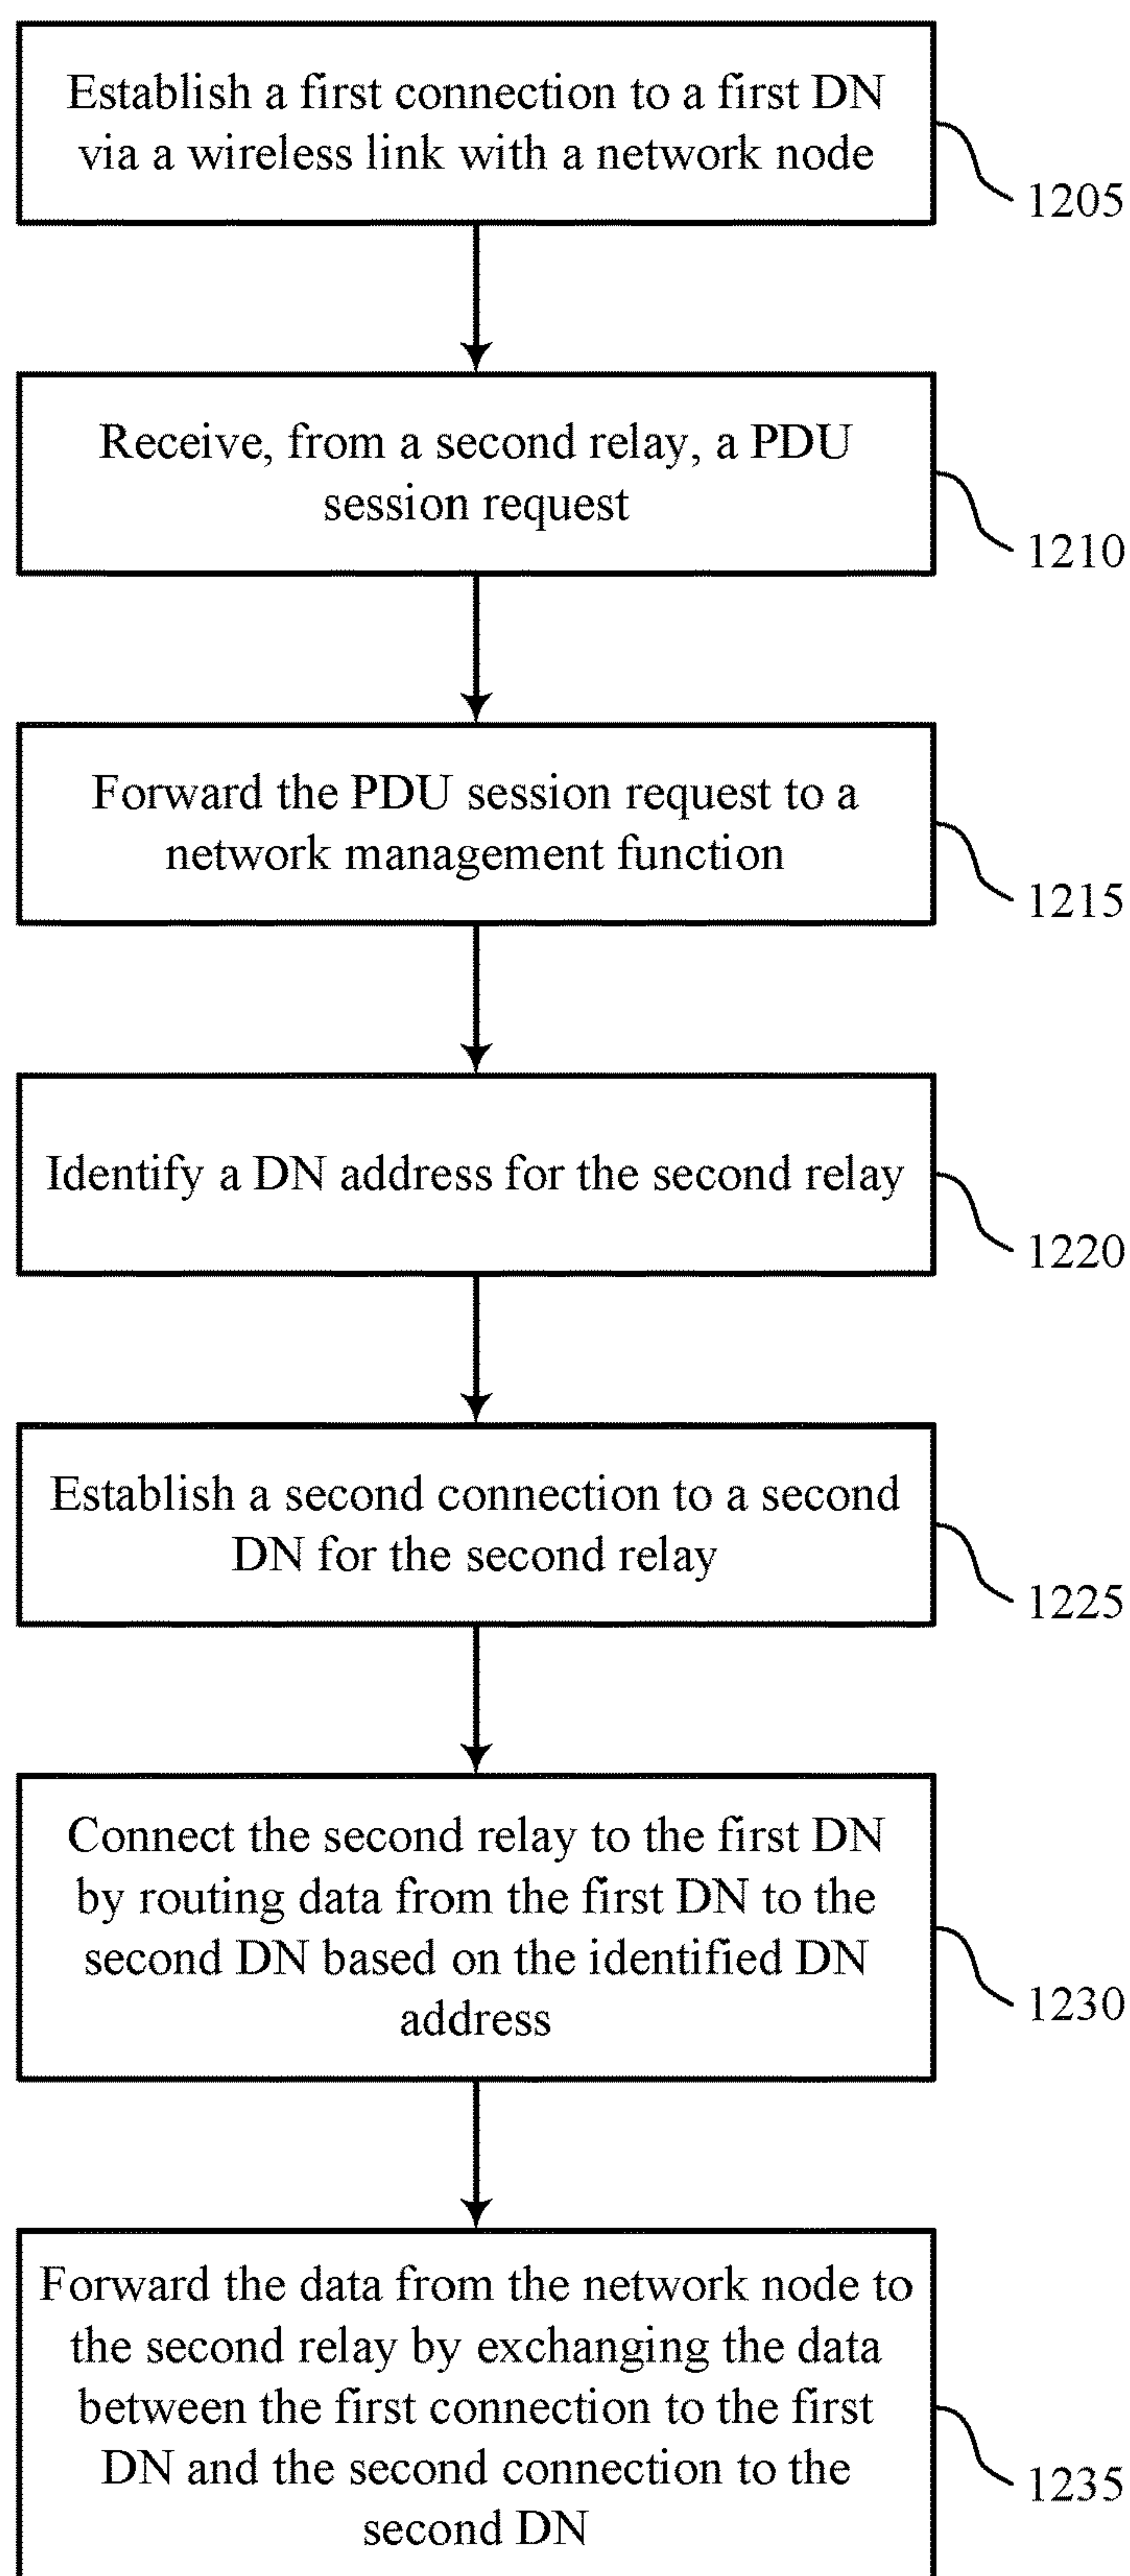 Establish a first connection to a first DN
via a wireless link with a network node
1205
Receive, from a second relay, a PDU
session request
1210
Forward the PDU session request to a
network management function
1215
Identify a DN address for the second relay
1220
Establish a second connection to a second
DN for the second relay
1225
Connect the second relay to the first DN
by routing data from the first DN to the
second DN based on the identified DN
address
1230
Forward the data from the network node to
the second relay by exchanging the data
between the first connection to the first
DN and the second connection to the
second DN
1235